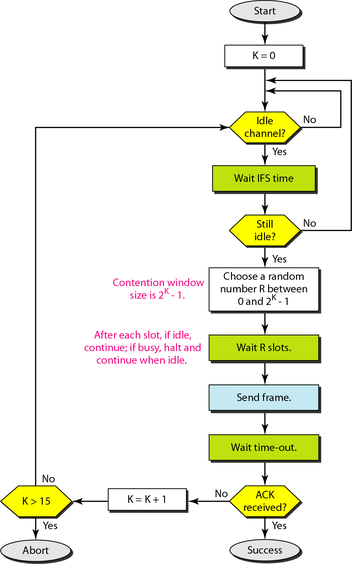 Start
K = 0
Idle
channel?
No
Yes
Wait IFS time
Still
idle?
No
Yes
Contention window
size is 2^K - 1.
Choose a random
number R between
0 and 2^K - 1
After each slot, if idle,
continue; if busy, halt and
continue when idle.
Wait R slots.
Send frame.
Wait time-out.
ACK
received?
No
K = K + 1
K > 15
No
Yes
Abort
Yes
Success